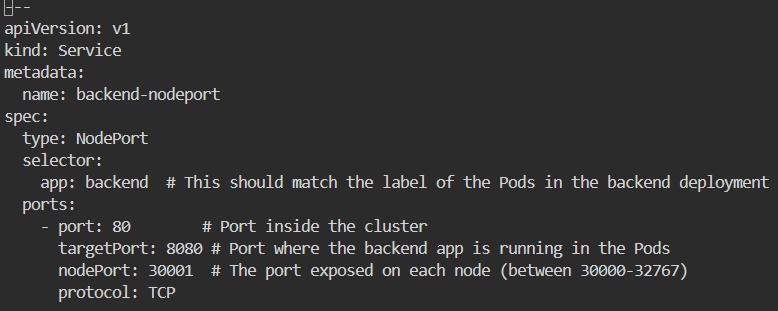 ---
apiVersion: v1
kind: Service
metadata:
  name: backend-nodeport
spec:
  type: NodePort
  selector:
    app: backend  # This should match the label of the Pods in the backend deployment
  ports:
    - port: 80        # Port inside the cluster
      targetPort: 8080 # Port where the backend app is running in the Pods
      nodePort: 30001  # The port exposed on each node (between 30000-32767)
      protocol: TCP